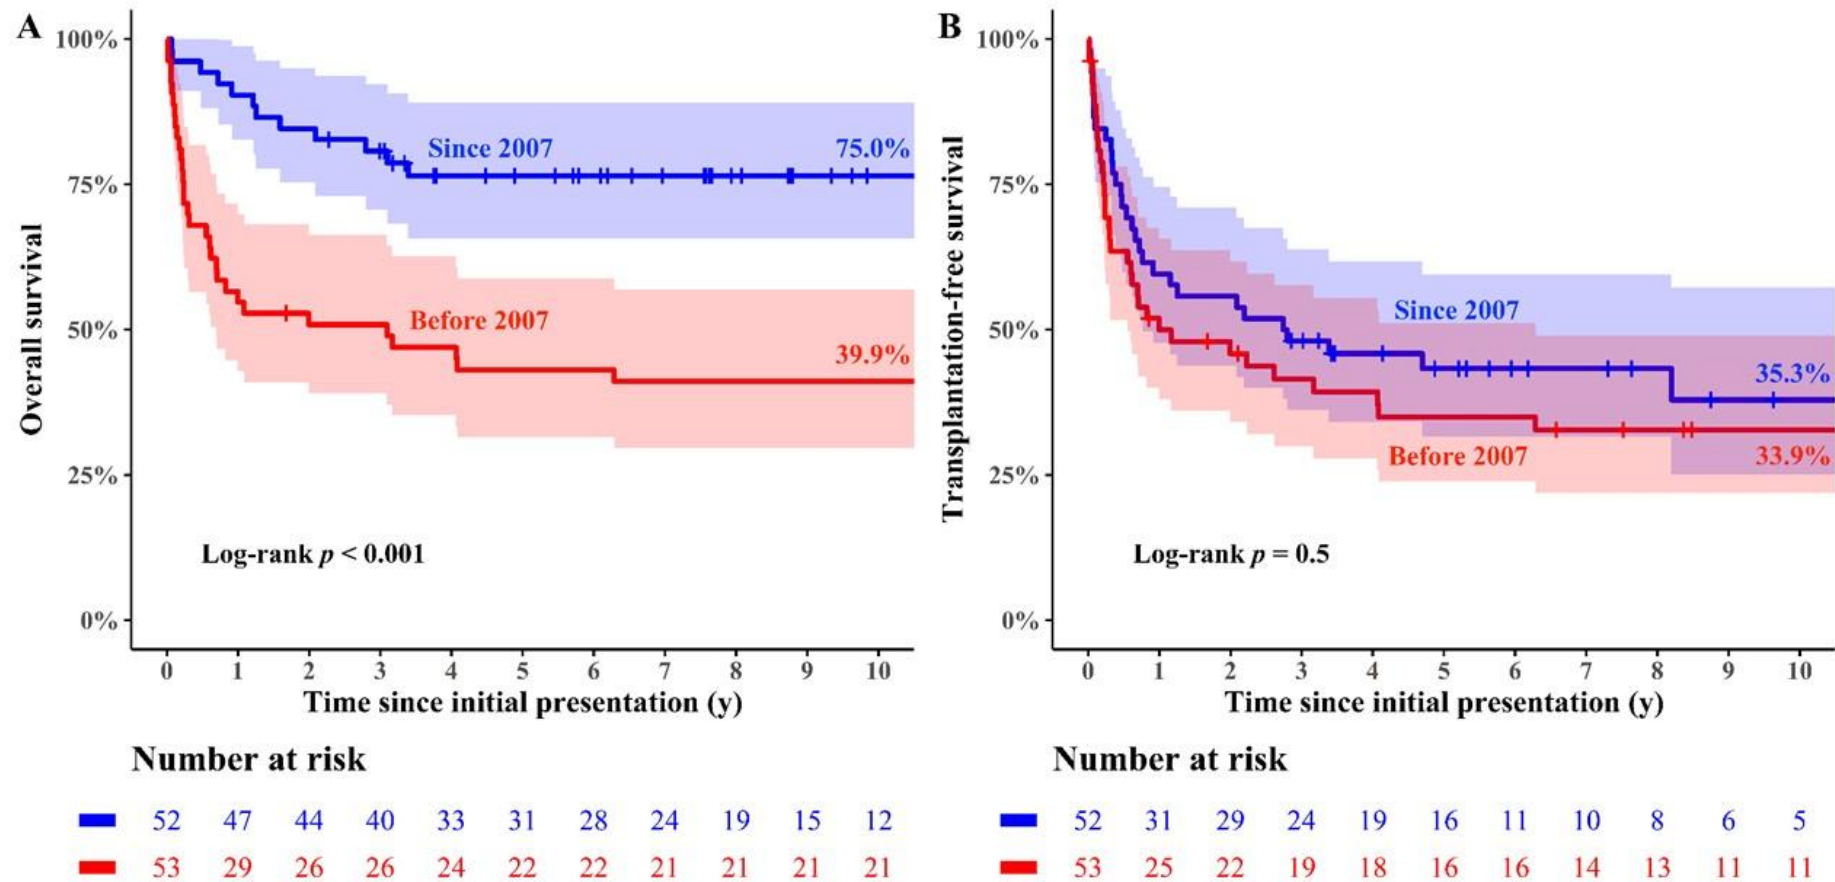 A
100%
75%
50%
25%
0%
Overall survival
Since 2007
75.0%
Before 2007
39.9%
Log-rank p < 0.001
0 1 2 3 4 5 6 7 8 9 10
Time since initial presentation (y)
Number at risk
52 47 44 40 33 31 28 24 19 15 12
53 29 26 26 24 22 22 21 21 21 21
B
100%
75%
50%
25%
0%
Transplantation-free survival
Since 2007
35.3%
Before 2007
33.9%
Log-rank p = 0.5
0 1 2 3 4 5 6 7 8 9 10
Time since initial presentation (y)
Number at risk
52 31 29 24 19 16 11 10 8 6 5
53 25 22 19 18 16 16 14 13 11 11